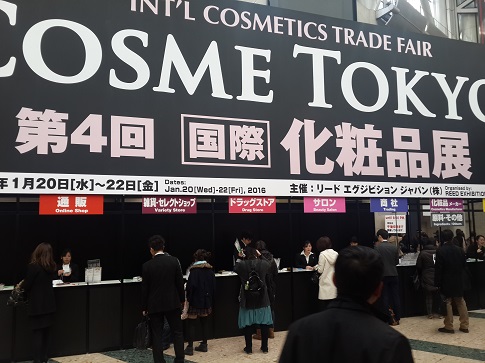 INT'L COSMETICS TRADE FAIR
COSME TOKYO
第4回 国際 化粧品展
年1月20日[水]～22日[金] Dates: Jan.20(Wed)-22(Fri), 2016 主催：リード エグジビション ジャパン(株) Organised by: REED EXHIBITION
通販 雑貨・セレクトショップ ドラッグストア サロン 商社 化粧品メーカー
Online Shop Variety Store Drug Store Beauty Salon Trading
原料・その他